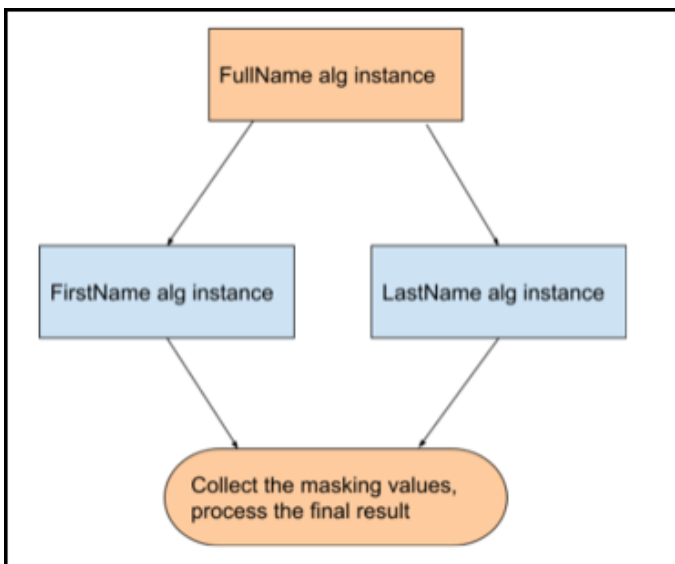 FullName alg instance
FirstName alg instance
LastName alg instance
Collect the masking values,
process the final result